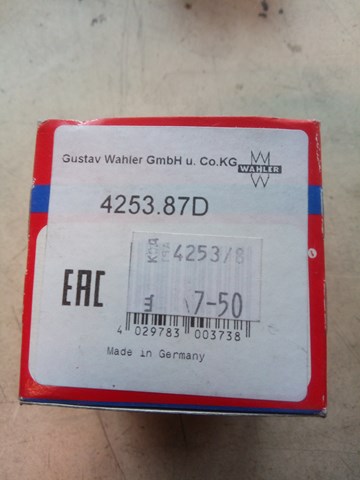 Gustav Wahler GmbH u. Co.KG
WAHLER
4253.87D
4253/8
EAC
7-50
4 029783 003738
Made in Germany